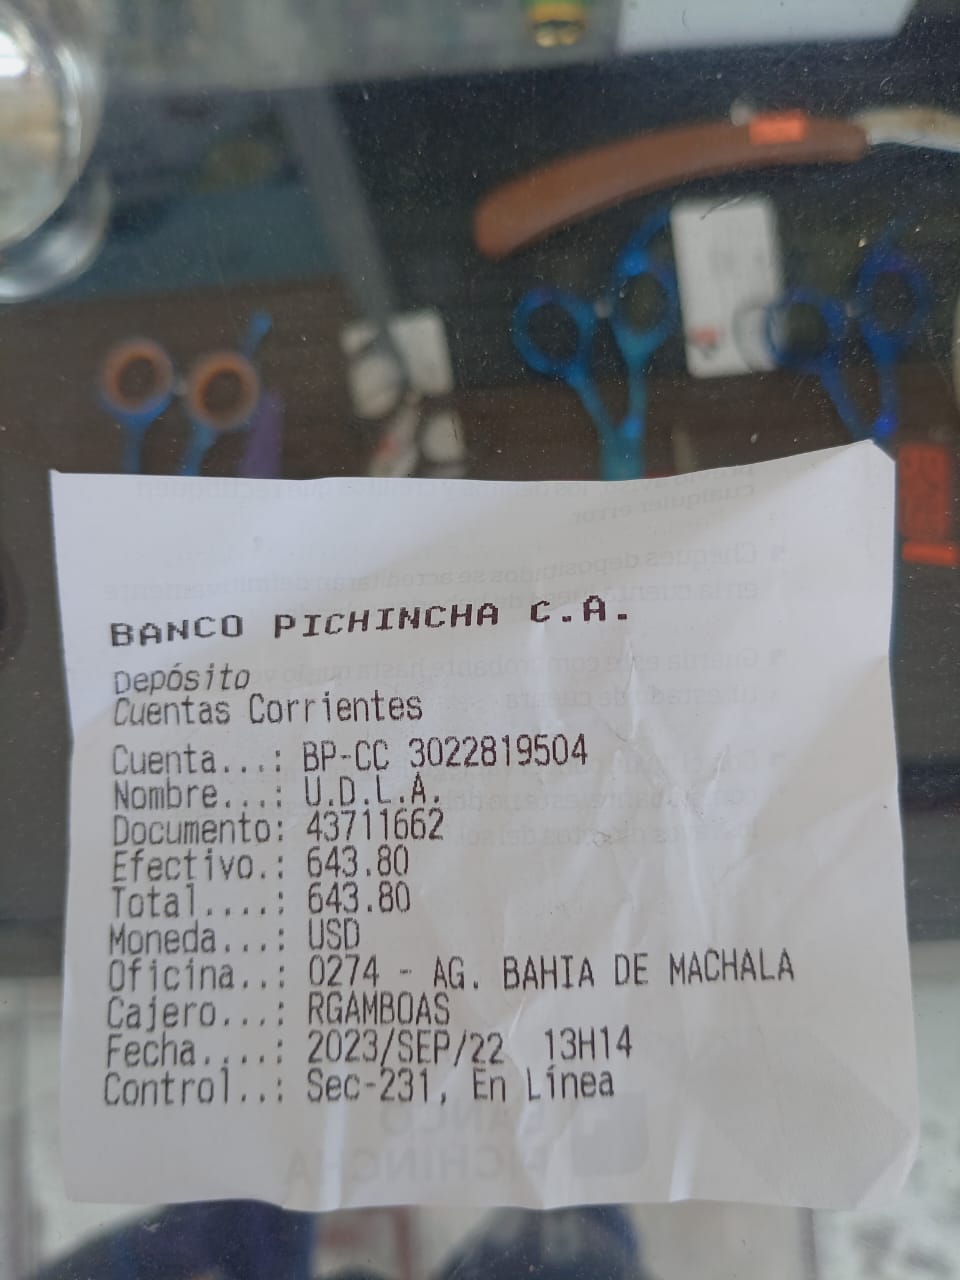 BANCO PICHINCHA C.A.
Depósito
Cuentas Corrientes
Cuenta...: BP-CC 3022819504
Nombre...: U.D.L.A.
Documento: 43711662
Efectivo.: 643.80
Total....: 643.80
Moneda...: USD
Oficina..: 0274 - AG. BAHIA DE MACHALA
Cajero...: RGAMBOAS
Fecha....: 2023/SEP/22 13H14
Control..: Sec-231, En Línea